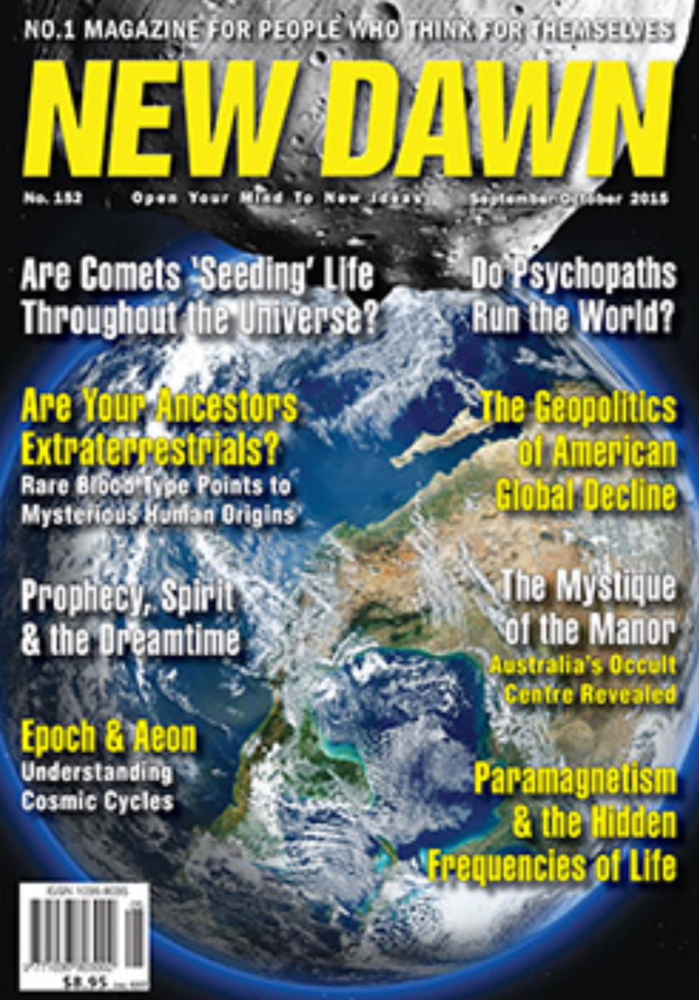 NO.1 MAGAZINE FOR PEOPLE WHO THINK FOR THEMSELVES
NEW DAWN
No. 152 Open Your Mind To New Ideas September-October 2015
Are Comets 'Seeding' Life
Throughout the Universe?
Do Psychopaths
Run the World?
Are Your Ancestors
Extraterrestrials?
Rare Blood Type Points to
Mysterious Human Origins
The Geopolitics
of American
Global Decline
Prophecy, Spirit
& the Dreamtime
The Mystique
of the Manor
Australia's Occult
Centre Revealed
Epoch & Aeon
Understanding
Cosmic Cycles
Paramagnetism
& the Hidden
Frequencies of Life
ISSN
$8.95